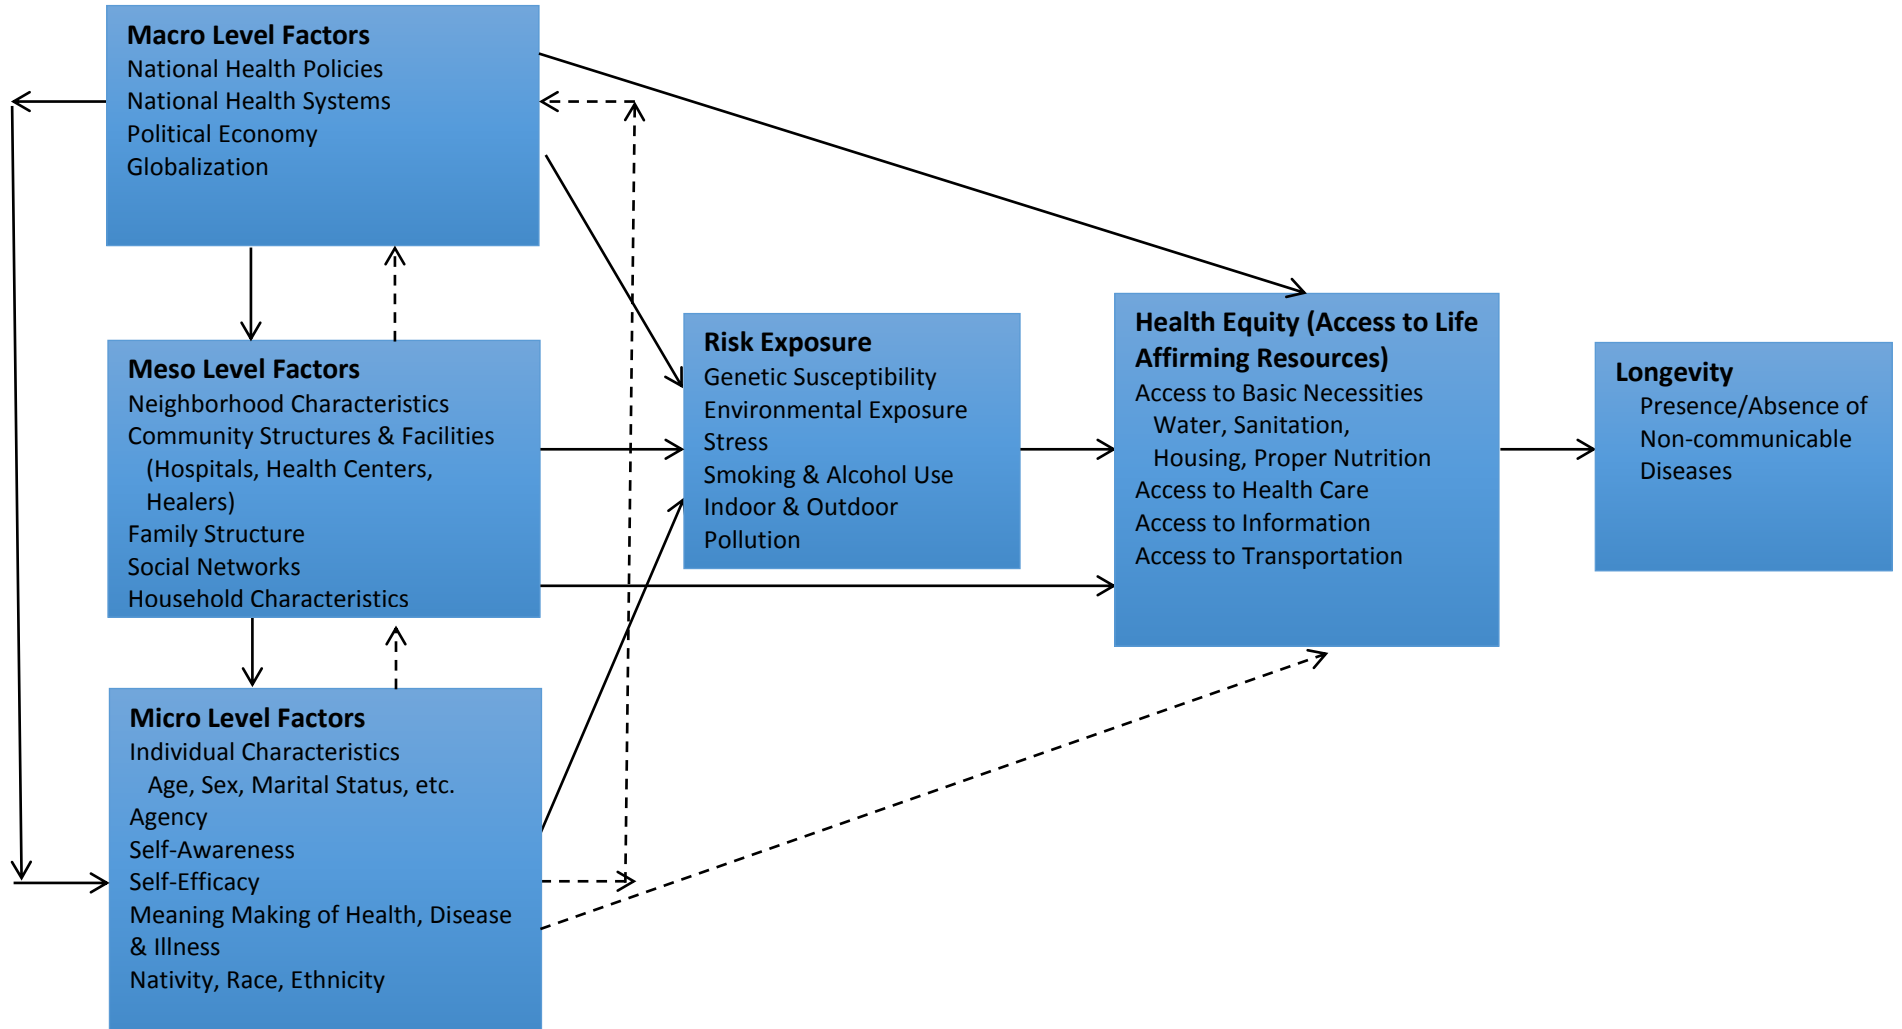 Macro Level Factors
National Health Policies
National Health Systems
Political Economy
Globalization
Meso Level Factors
Neighborhood Characteristics
Community Structures & Facilities
(Hospitals, Health Centers,
Healers)
Family Structure
Social Networks
Household Characteristics
Micro Level Factors
Individual Characteristics
Age, Sex, Marital Status, etc.
Agency
Self-Awareness
Self-Efficacy
Meaning Making of Health, Disease
& Illness
Nativity, Race, Ethnicity
Risk Exposure
Genetic Susceptibility
Environmental Exposure
Stress
Smoking & Alcohol Use
Indoor & Outdoor
Pollution
Health Equity (Access to Life
Affirming Resources)
Access to Basic Necessities
Water, Sanitation,
Housing, Proper Nutrition
Access to Health Care
Access to Information
Access to Transportation
Longevity
Presence/Absence of
Non-communicable
Diseases